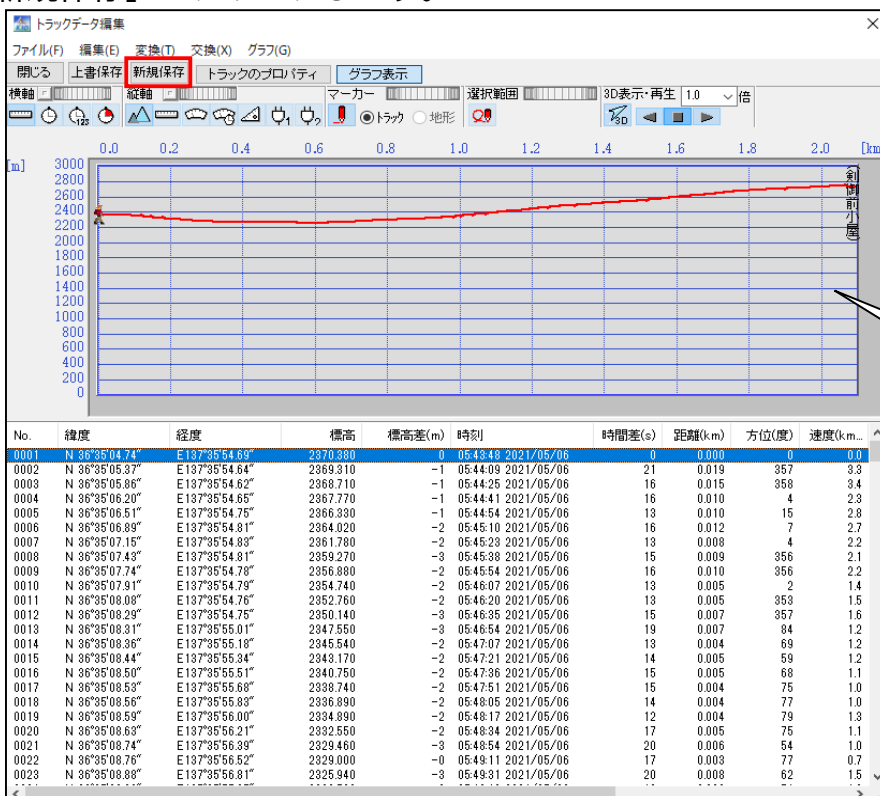 トラックデータ編集
ファイル(F) 編集(E) 変換(T) 交換(X) グラフ(G)
閉じる 上書保存 新規保存 トラックのプロパティ グラフ表示
横軸 縦軸 マーカー 選択範囲 3D表示・再生 1.0 倍
トラック 地形
0.0 0.2 0.4 0.6 0.8 1.0 1.2 1.4 1.6 1.8 2.0 [km
[m]
3000
2800
2600
2400
2200
2000
1800
1600
1400
1200
1000
800
600
400
200
0
(剣御前小屋)
No. 緯度 経度 標高 標高差(m) 時刻 時間差(s) 距離(km) 方位(度) 速度(km...
0001 N 36°35'04.74" E137°35'54.69" 2370.380 0 05:43:48 2021/05/06 0 0.000 0 0.0
0002 N 36°35'05.37" E137°35'54.64" 2369.310 -1 05:44:09 2021/05/06 21 0.019 357 3.3
0003 N 36°35'05.86" E137°35'54.62" 2368.710 -1 05:44:25 2021/05/06 16 0.015 358 3.4
0004 N 36°35'06.20" E137°35'54.65" 2367.770 -1 05:44:41 2021/05/06 16 0.010 4 2.3
0005 N 36°35'06.51" E137°35'54.75" 2366.330 -1 05:44:54 2021/05/06 13 0.010 15 2.8
0006 N 36°35'06.89" E137°35'54.81" 2364.020 -2 05:45:10 2021/05/06 16 0.012 7 2.7
0007 N 36°35'07.15" E137°35'54.83" 2361.780 -2 05:45:23 2021/05/06 13 0.008 4 2.2
0008 N 36°35'07.43" E137°35'54.81" 2359.270 -3 05:45:38 2021/05/06 15 0.009 356 2.1
0009 N 36°35'07.74" E137°35'54.78" 2356.880 -2 05:45:54 2021/05/06 16 0.010 356 2.2
0010 N 36°35'07.91" E137°35'54.79" 2354.740 -2 05:46:07 2021/05/06 13 0.005 2 1.4
0011 N 36°35'08.08" E137°35'54.76" 2352.760 -2 05:46:20 2021/05/06 13 0.005 353 1.5
0012 N 36°35'08.29" E137°35'54.75" 2350.140 -3 05:46:35 2021/05/06 15 0.007 357 1.6
0013 N 36°35'08.31" E137°35'55.01" 2347.550 -3 05:46:54 2021/05/06 19 0.007 84 1.2
0014 N 36°35'08.36" E137°35'55.18" 2345.540 -2 05:47:07 2021/05/06 13 0.004 69 1.2
0015 N 36°35'08.44" E137°35'55.34" 2343.170 -2 05:47:21 2021/05/06 14 0.005 59 1.2
0016 N 36°35'08.50" E137°35'55.51" 2340.750 -2 05:47:36 2021/05/06 15 0.005 68 1.1
0017 N 36°35'08.53" E137°35'55.68" 2338.740 -2 05:47:51 2021/05/06 15 0.004 75 1.0
0018 N 36°35'08.56" E137°35'55.83" 2336.890 -2 05:48:05 2021/05/06 14 0.004 77 1.0
0019 N 36°35'08.59" E137°35'56.00" 2334.890 -2 05:48:17 2021/05/06 12 0.004 79 1.3
0020 N 36°35'08.63" E137°35'56.21" 2332.550 -2 05:48:34 2021/05/06 17 0.005 75 1.1
0021 N 36°35'08.74" E137°35'56.39" 2329.460 -3 05:48:54 2021/05/06 20 0.006 54 1.0
0022 N 36°35'08.76" E137°35'56.52" 2329.000 -0 05:49:11 2021/05/06 17 0.003 77 0.7
0023 N 36°35'08.88" E137°35'56.81" 2325.940 -3 05:49:31 2021/05/06 20 0.008 62 1.5